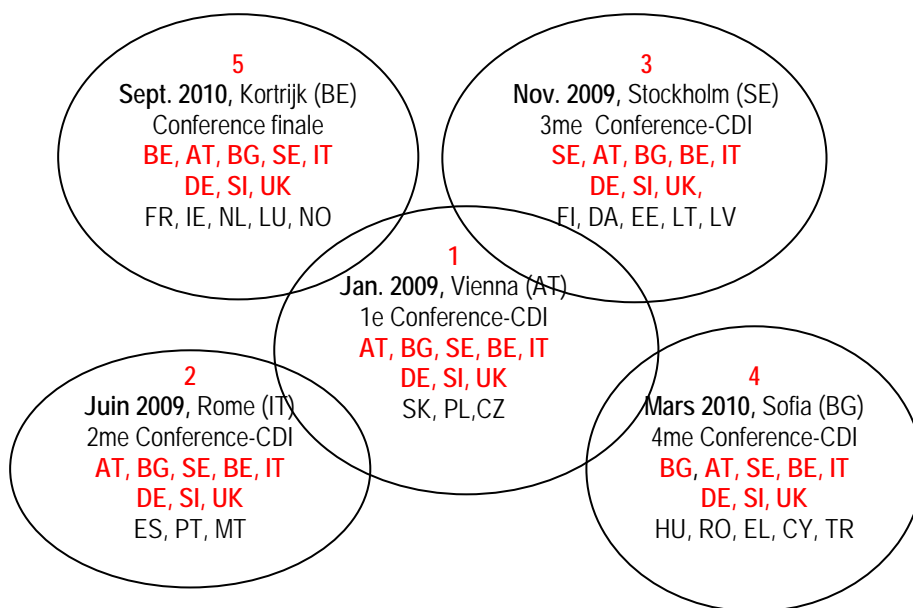 5
Sept. 2010, Kortrijk (BE)
Conference finale
BE, AT, BG, SE, IT
DE, SI, UK
FR, IE, NL, LU, NO
3
Nov. 2009, Stockholm (SE)
3me Conference-CDI
SE, AT, BG, BE, IT
DE, SI, UK,
FI, DA, EE, LT, LV
1
Jan. 2009, Vienna (AT)
1e Conference-CDI
AT, BG, SE, BE, IT
DE, SI, UK
SK, PL,CZ
2
Juin 2009, Rome (IT)
2me Conference-CDI
AT, BG, SE, BE, IT
DE, SI, UK
ES, PT, MT
4
Mars 2010, Sofia (BG)
4me Conference-CDI
BG, AT, SE, BE, IT
DE, SI, UK
HU, RO, EL, CY, TR